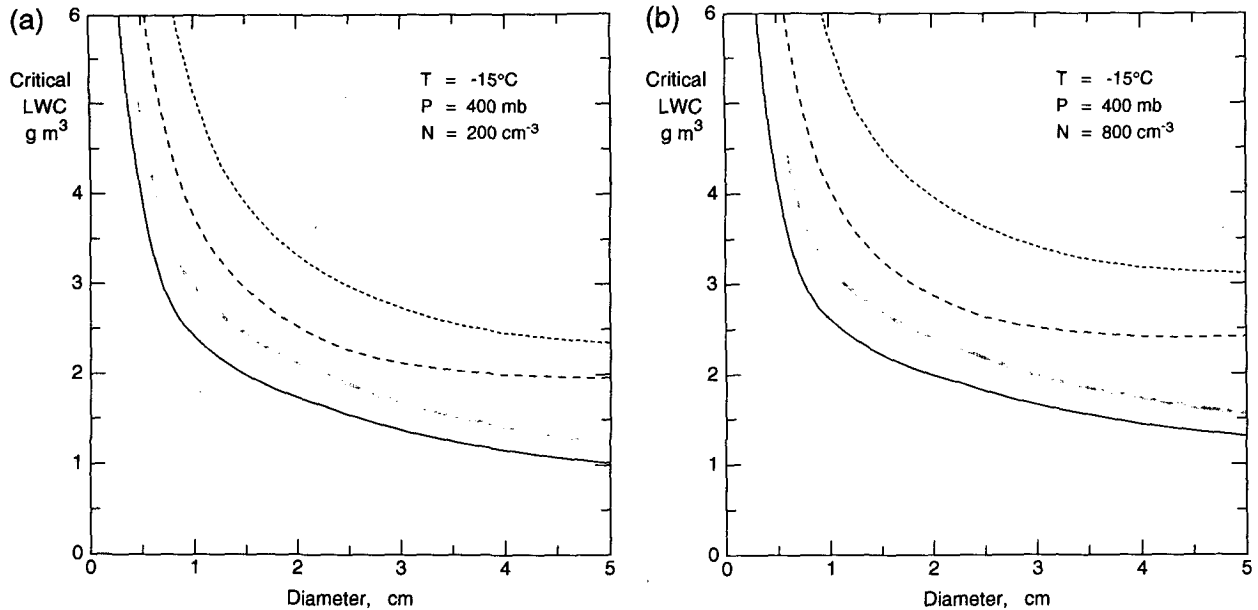 (a)
6
Critical
LWC
g m³
4
3
2
1
0
T = -15°C
P = 400 mb
N = 200 cm⁻³
0 1 2 3 4 5
Diameter, cm
(b)
6
Critical
LWC
g m³
4
3
2
1
0
T = -15°C
P = 400 mb
N = 800 cm⁻³
0 1 2 3 4 5
Diameter, cm